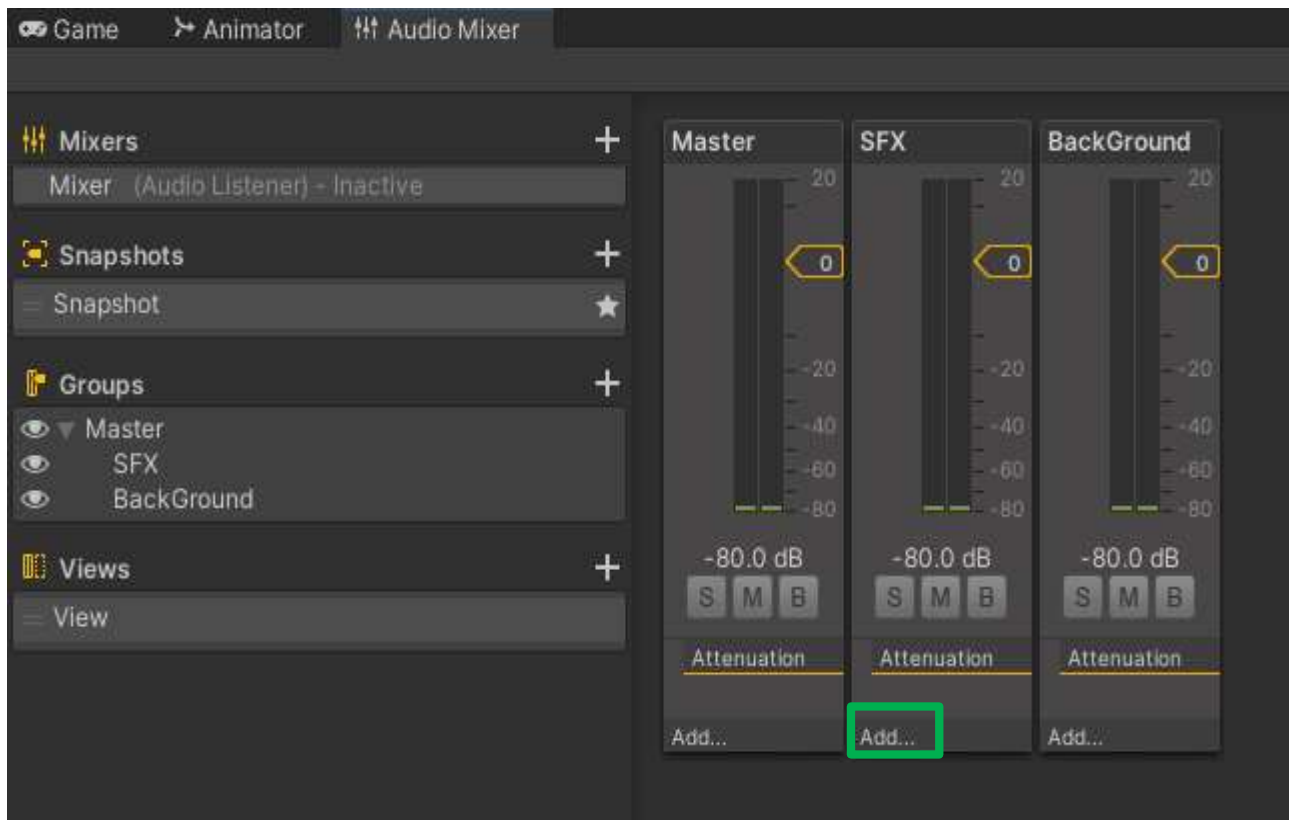 Game Animator Audio Mixer
Mixers
Mixer (Audio Listener) - Inactive
Snapshots
Snapshot
Groups
Master
SFX
BackGround
Views
View
Master SFX BackGround
20 20 20
0 0 0
-20 -20 -20
-40 -40 -40
-60 -60 -60
-80 -80 -80
-80.0 dB -80.0 dB -80.0 dB
S M B S M B S M B
Attenuation Attenuation Attenuation
Add... Add... Add...